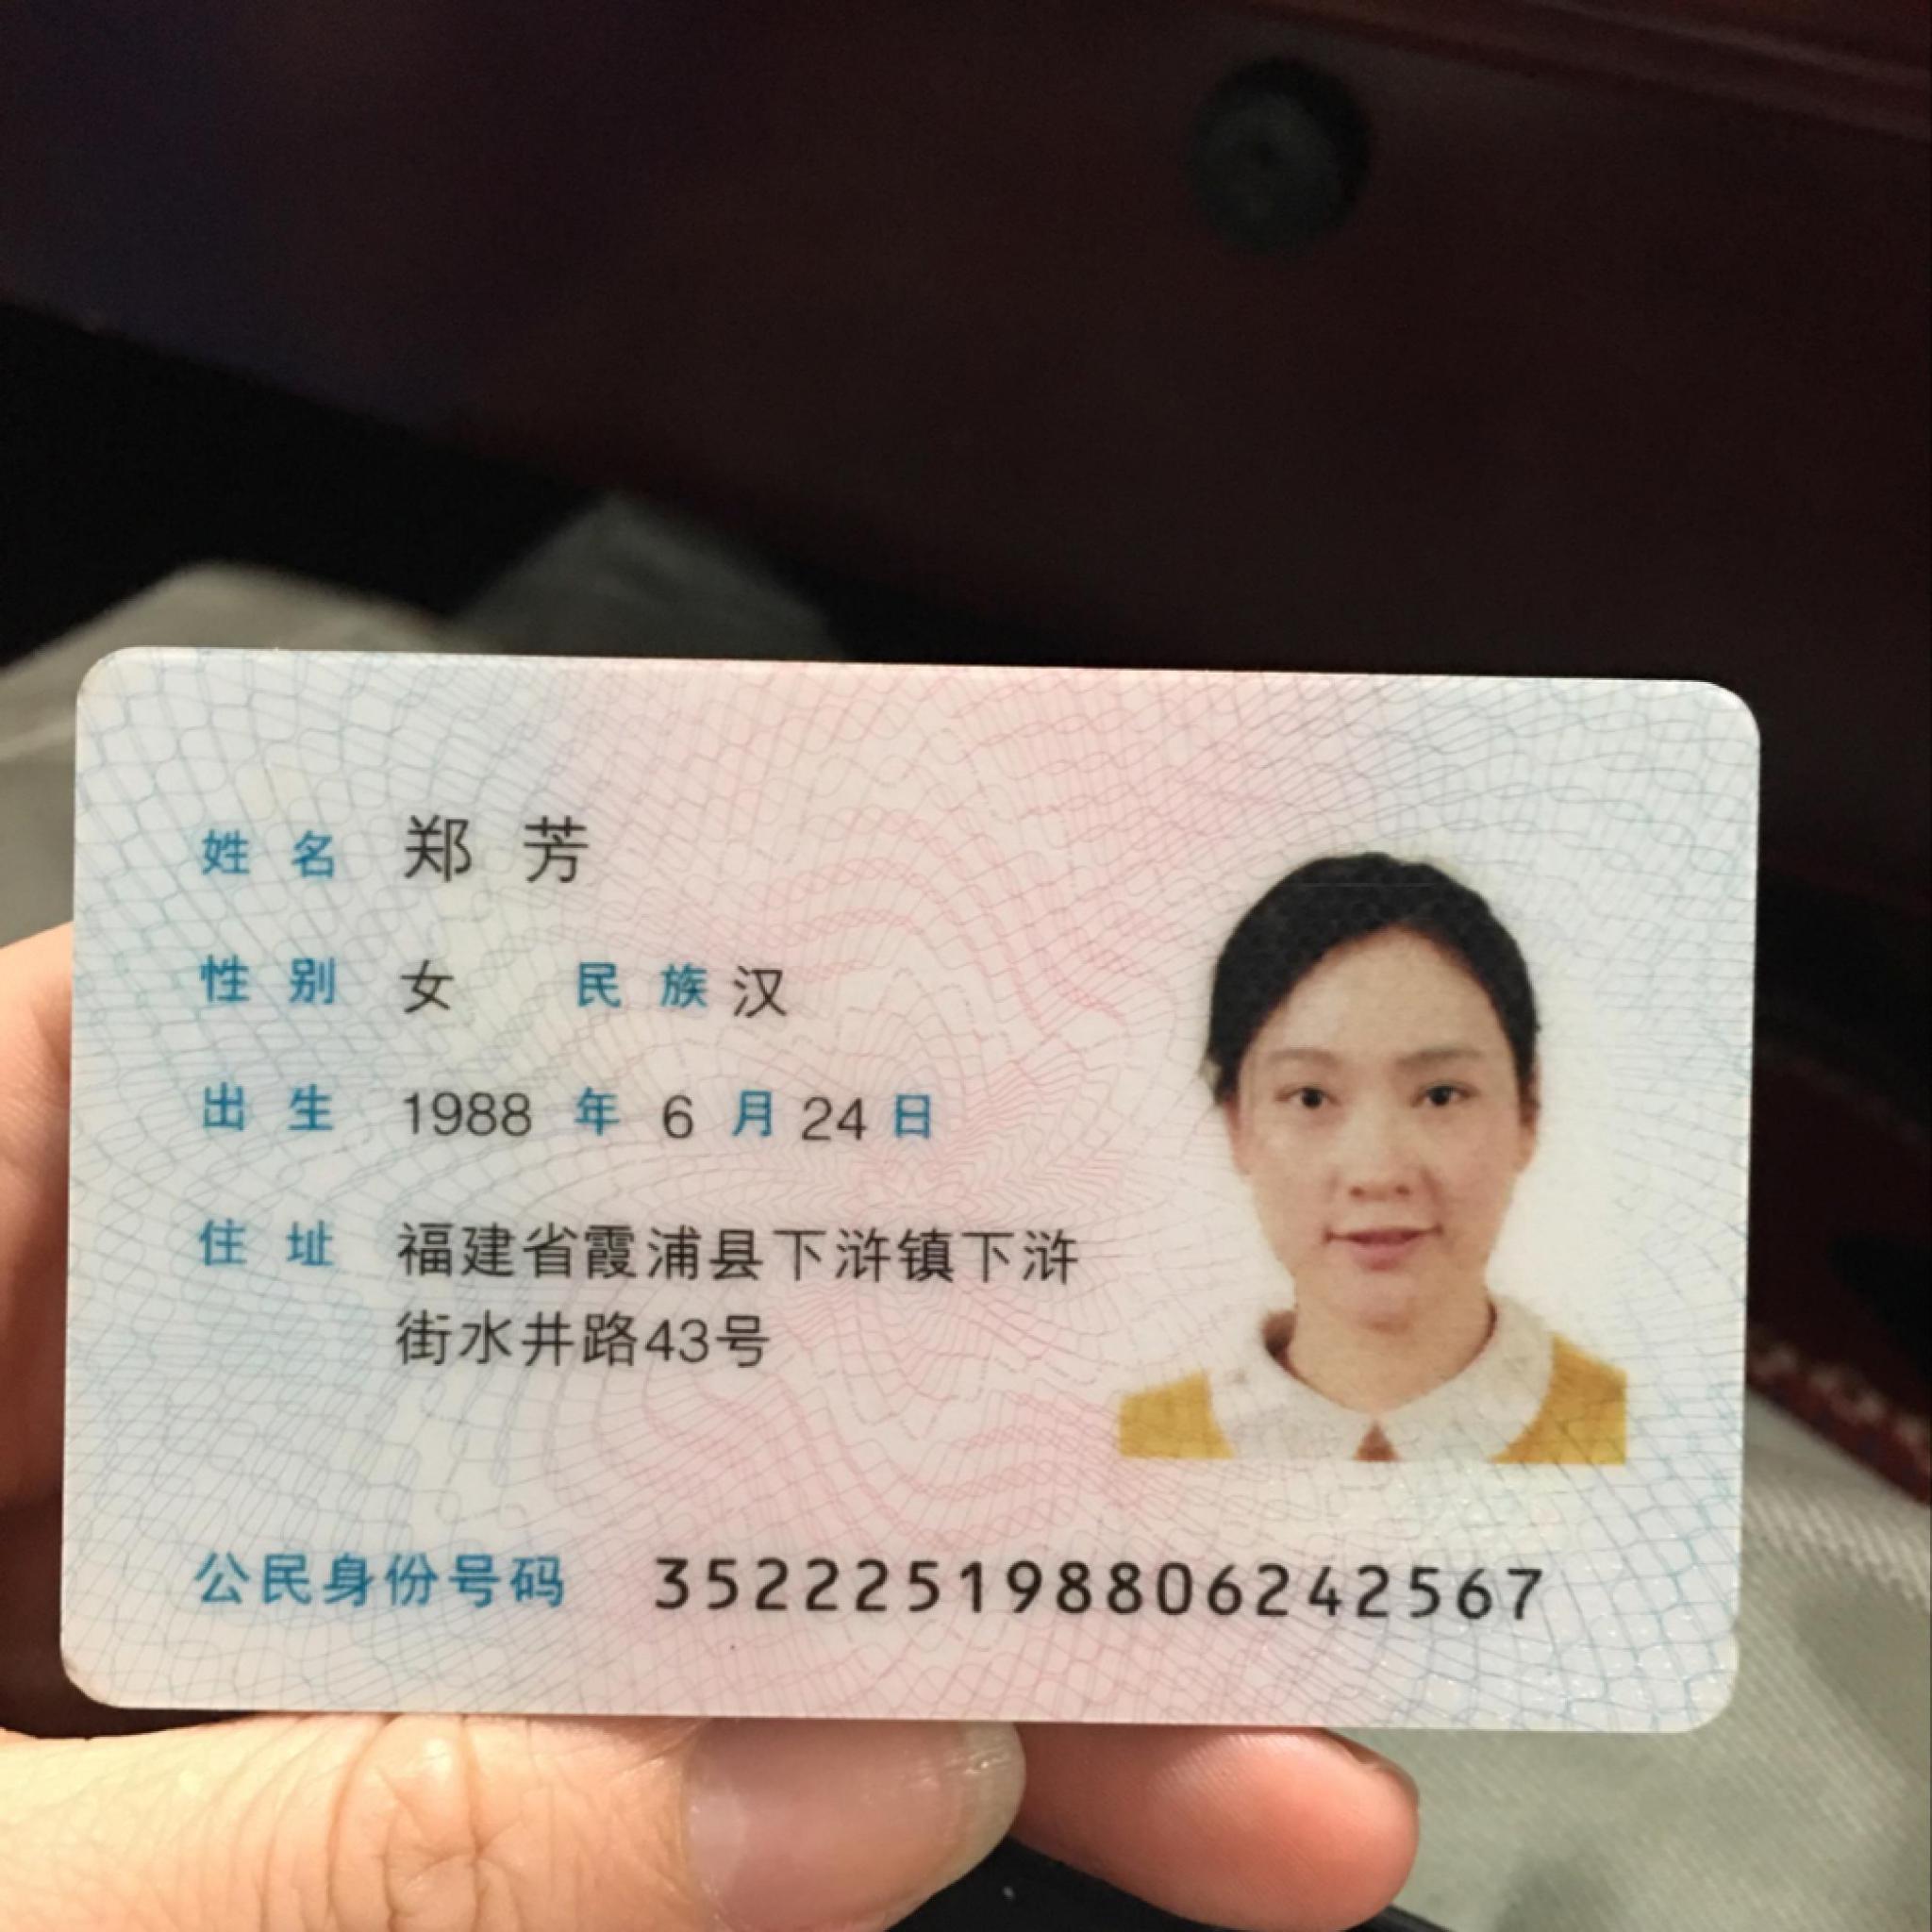 姓名 郑芳
性别 女 民族 汉
出生 1988 年 6 月 24 日
住址 福建省霞浦县下浒镇下浒
街水井路43号
公民身份号码 352225198806242567